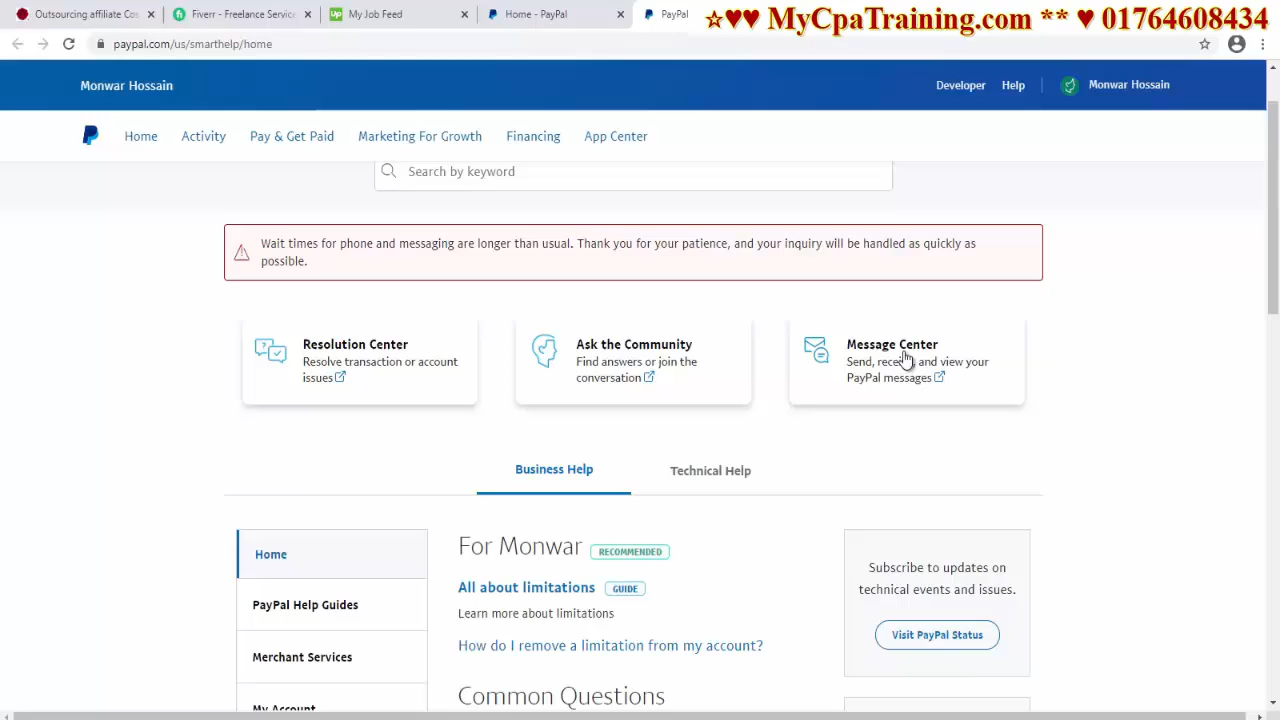 Outsourcing affiliate Cos
Fiverr - Freelance Service
My Job Feed
Home - PayPal
PayPal
☆♥♥ MyCpaTraining.com ** ♥ 01764608434
paypal.com/us/smarthelp/home
Monwar Hossain
Developer
Help
Monwar Hossain
Home
Activity
Pay & Get Paid
Marketing For Growth
Financing
App Center
Search by keyword
Wait times for phone and messaging are longer than usual. Thank you for your patience, and your inquiry will be handled as quickly as
possible.
Resolution Center
Resolve transaction or account
issues
Ask the Community
Find answers or join the
conversation
Message Center
Send, and view your
PayPal messages
Business Help
Technical Help
Home
PayPal Help Guides
Merchant Services
My Account
For Monwar RECOMMENDED
All about limitations GUIDE
Learn more about limitations
How do I remove a limitation from my account?
Common Questions
Subscribe to updates on
technical events and issues.
Visit PayPal Status